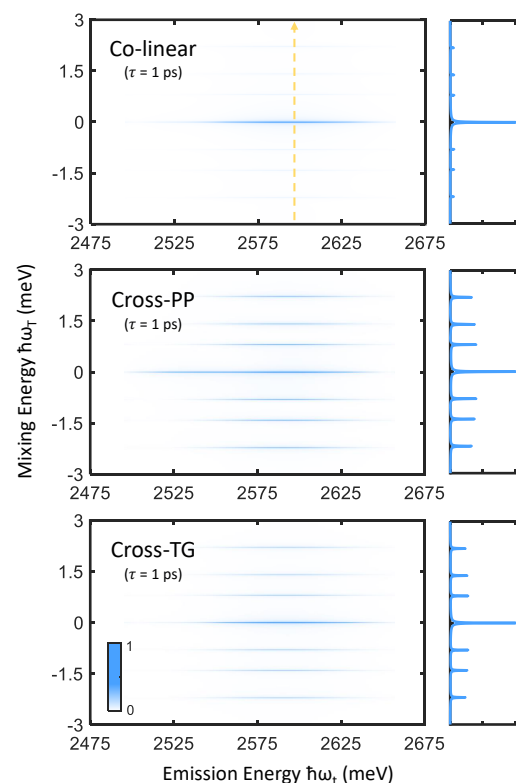 3
Co-linear
(τ = 1 ps)
1.5
0
-1.5
-3
2475 2525 2575 2625 2675
3
Cross-PP
(τ = 1 ps)
1.5
0
-1.5
-3
2475 2525 2575 2625 2675
3
Cross-TG
(τ = 1 ps)
1.5
0
-1.5
-3
1
0
2475 2525 2575 2625 2675
Mixing Energy ħω_T (meV)
Emission Energy ħω_t (meV)